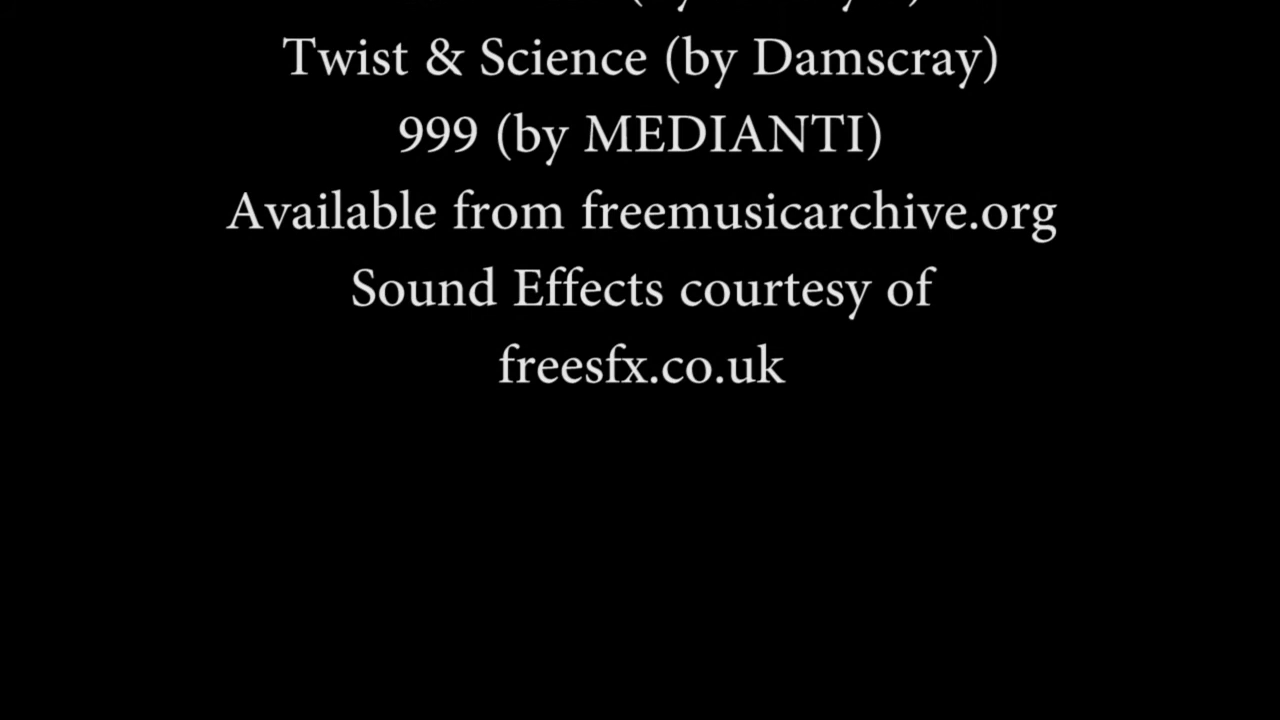 Twist & Science (by Damscray)
999 (by MEDIANTI)
Available from freemusicarchive.org
Sound Effects courtesy of
freesfx.co.uk